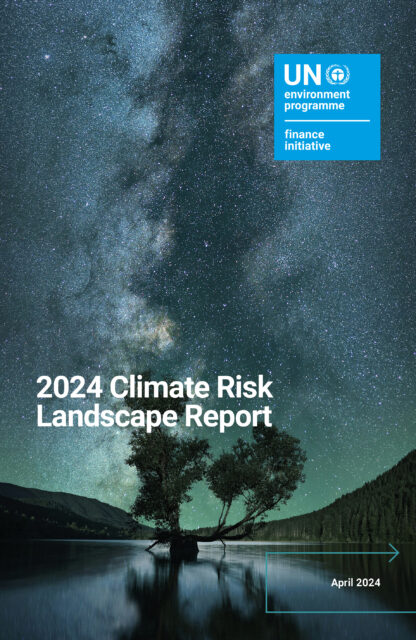 UN
environment
programme
finance
initiative
2024 Climate Risk
Landscape Report
April 2024